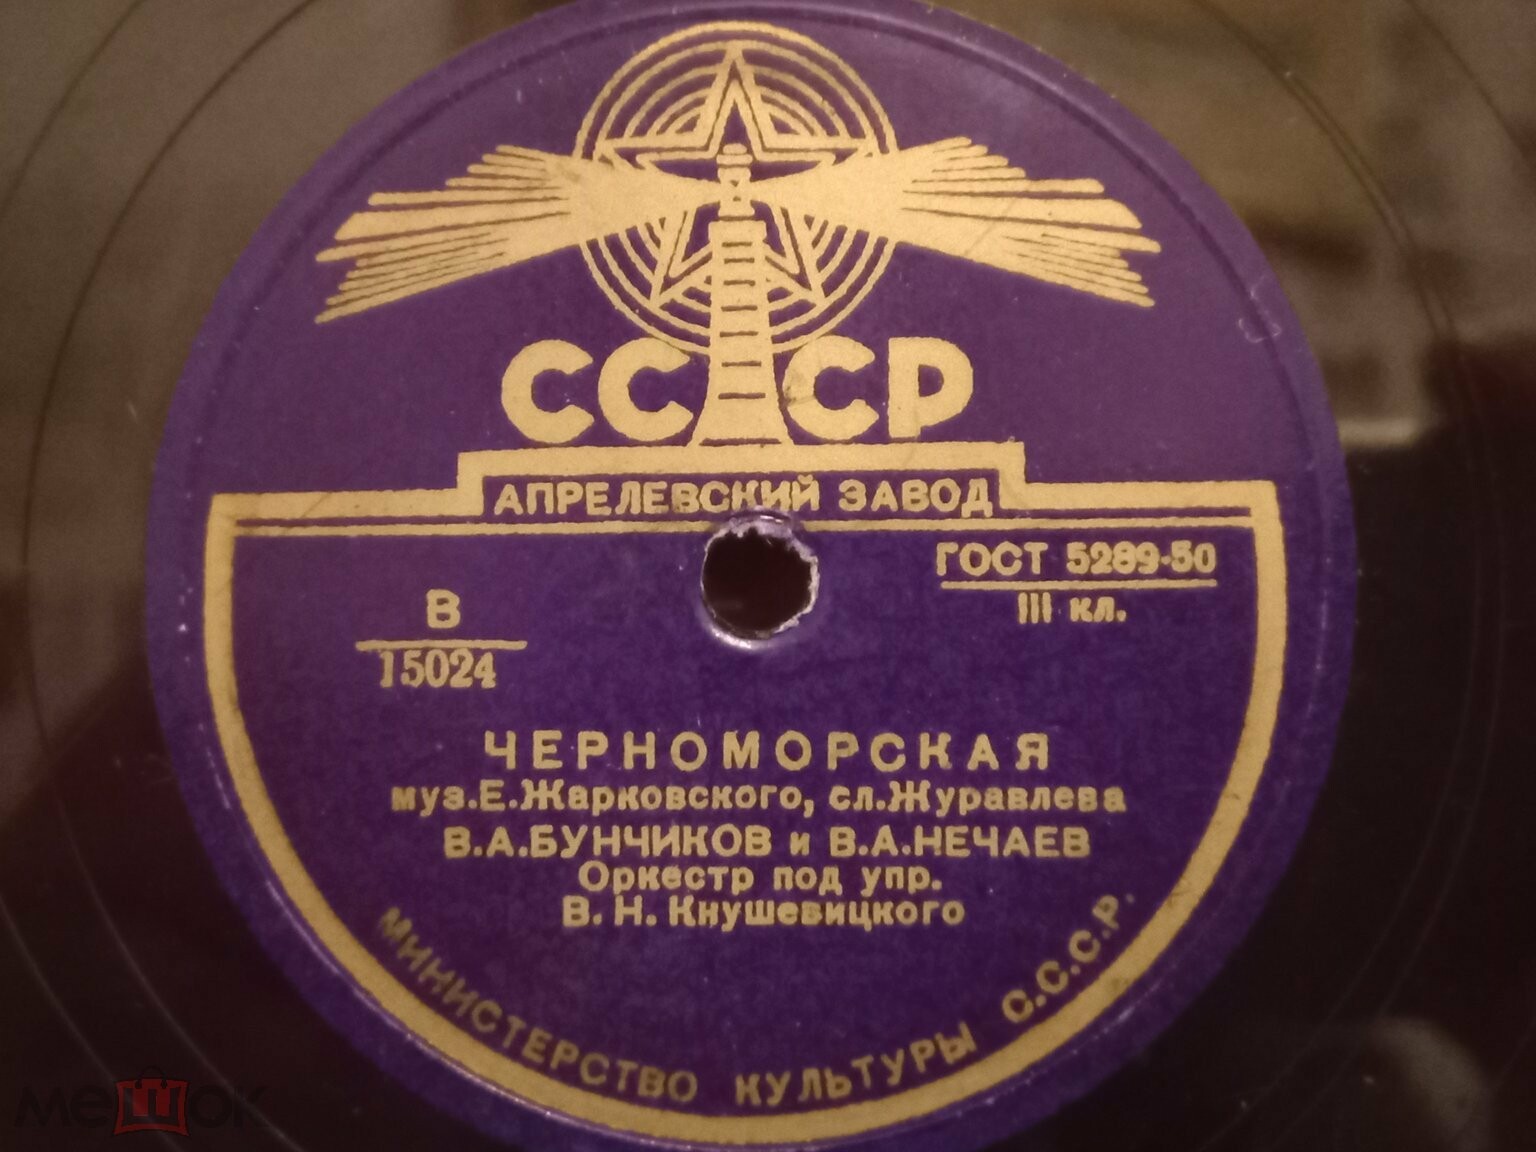 СССР
АПРЕЛЕВСКИЙ ЗАВОД
ГОСТ 5289-50
III кл.
В
15024
ЧЕРНОМОРСКАЯ
муз.Е.Жарковского, сл.Журавлева
В.А.БУНЧИКОВ и В.А.НЕЧАЕВ
Оркестр под упр.
В. Н. Кнушевицкого
МИНИСТЕРСТВО КУЛЬТУРЫ С.С.С.Р.
мешок